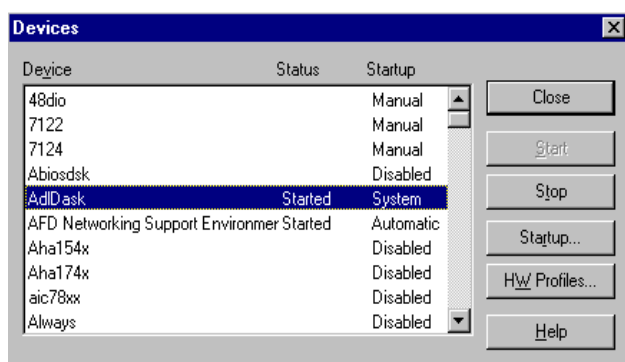 Devices
Device Status Startup
48dio Manual
7122 Manual
7124 Manual
Abiosdsk Disabled
AdlDask Started System
AFD Networking Support Environmer Started Automatic
Aha154x Disabled
Aha174x Disabled
aic78xx Disabled
Always Disabled
Close
Start
Stop
Startup...
HW Profiles...
Help